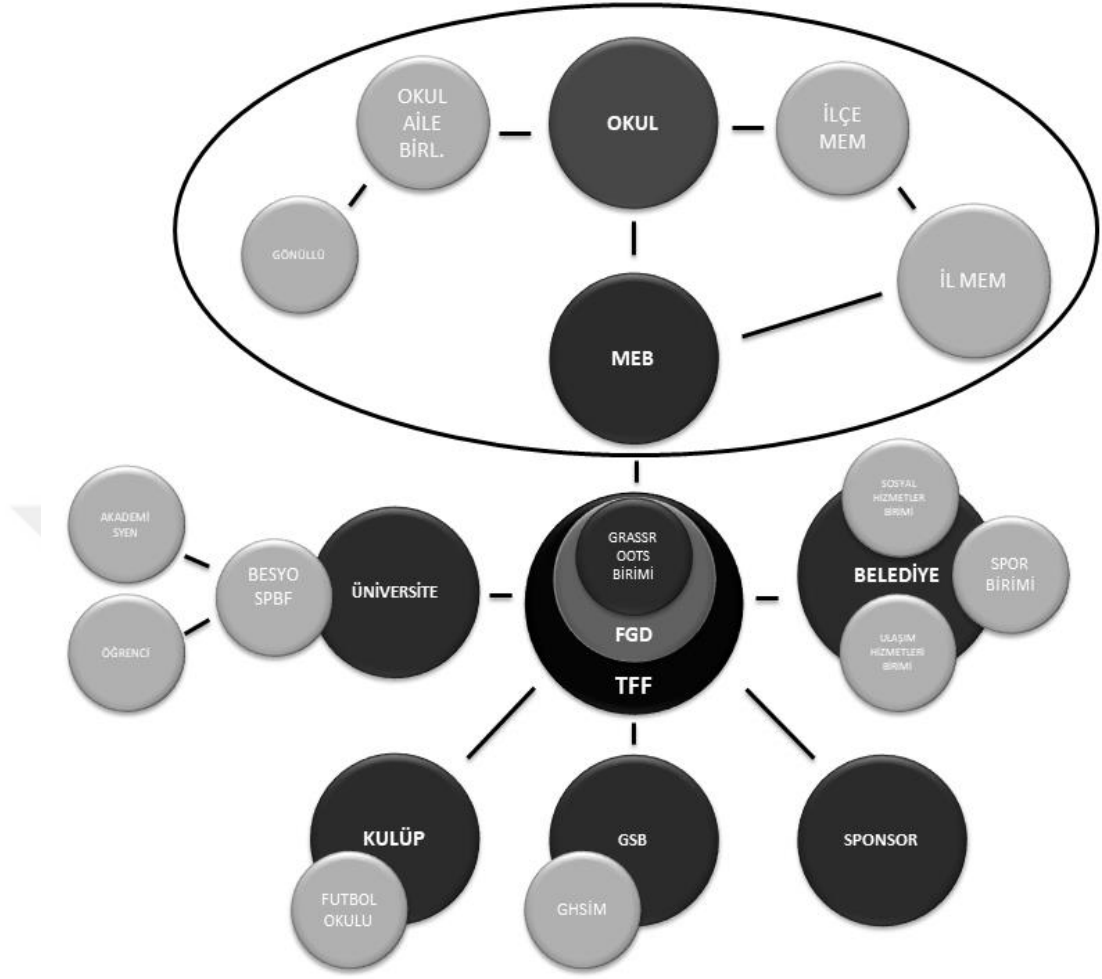 OKUL
AİLE
BİRL.
OKUL
İLÇE
MEM
GÖNÜLLÜ
İL MEM
MEB
AKADEMİ
SYEN
BESYO
SPBF
ÖĞRENCİ
ÜNİVERSİTE
GRASSR
OOTS
BİRİMİ
FGD
TFF
SOSYAL
HİZMETLER
BİRİMİ
BELEDİYE
SPOR
BİRİMİ
ULAŞIM
HİZMETLERİ
BİRİMİ
KULÜP
FUTBOL
OKULU
GSB
GHSİM
SPONSOR